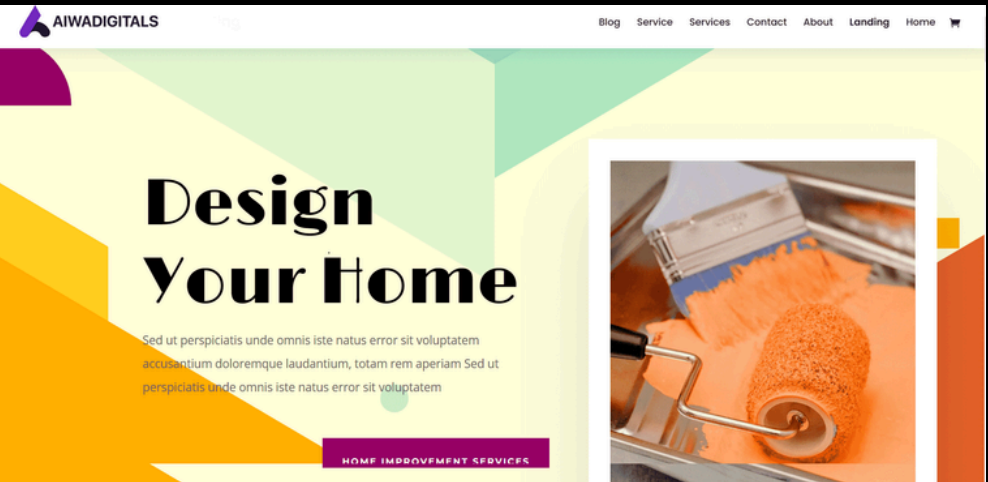 AIWADIGITALS
Blog Service Services Contact About Landing Home
Design
Your Home
Sed ut perspiciatis unde omnis iste natus error sit voluptatem
accusantium doloremque laudantium, totam rem aperiam Sed ut
perspiciatis unde omnis iste natus error sit voluptatem
HOME IMPROVEMENT SERVICES